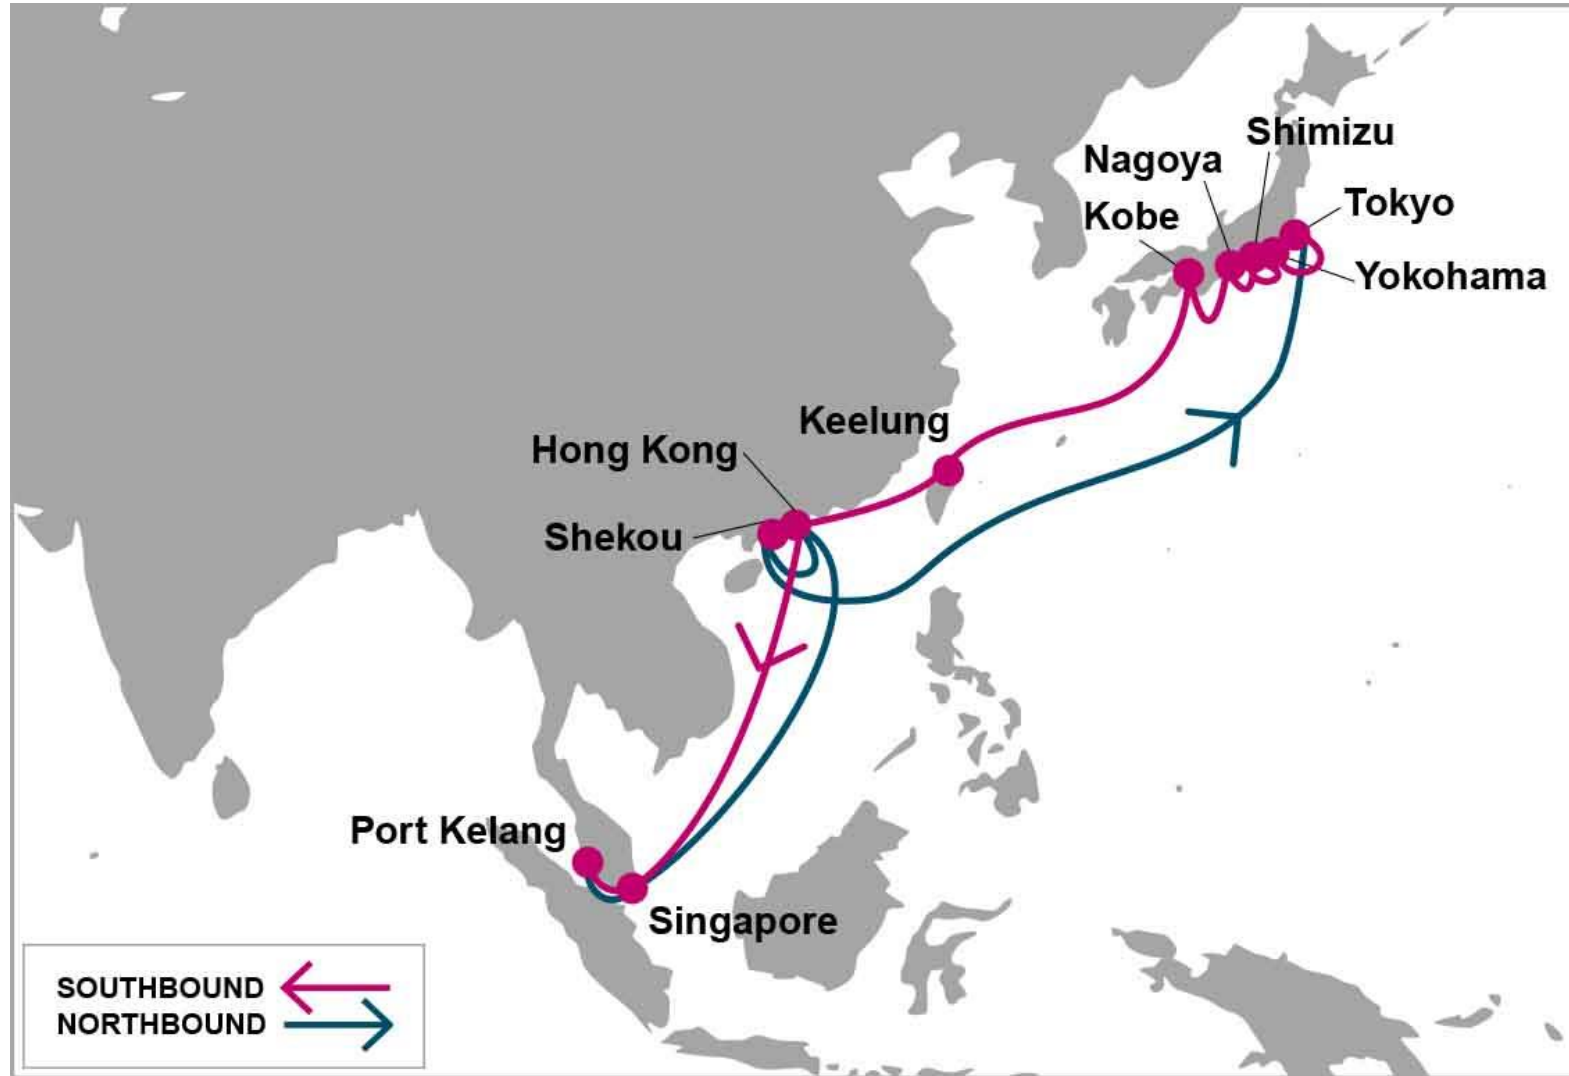 Shimizu
Nagoya
Tokyo
Kobe
Yokohama
Keelung
Hong Kong
Shekou
Port Kelang
Singapore
SOUTHBOUND
NORTHBOUND